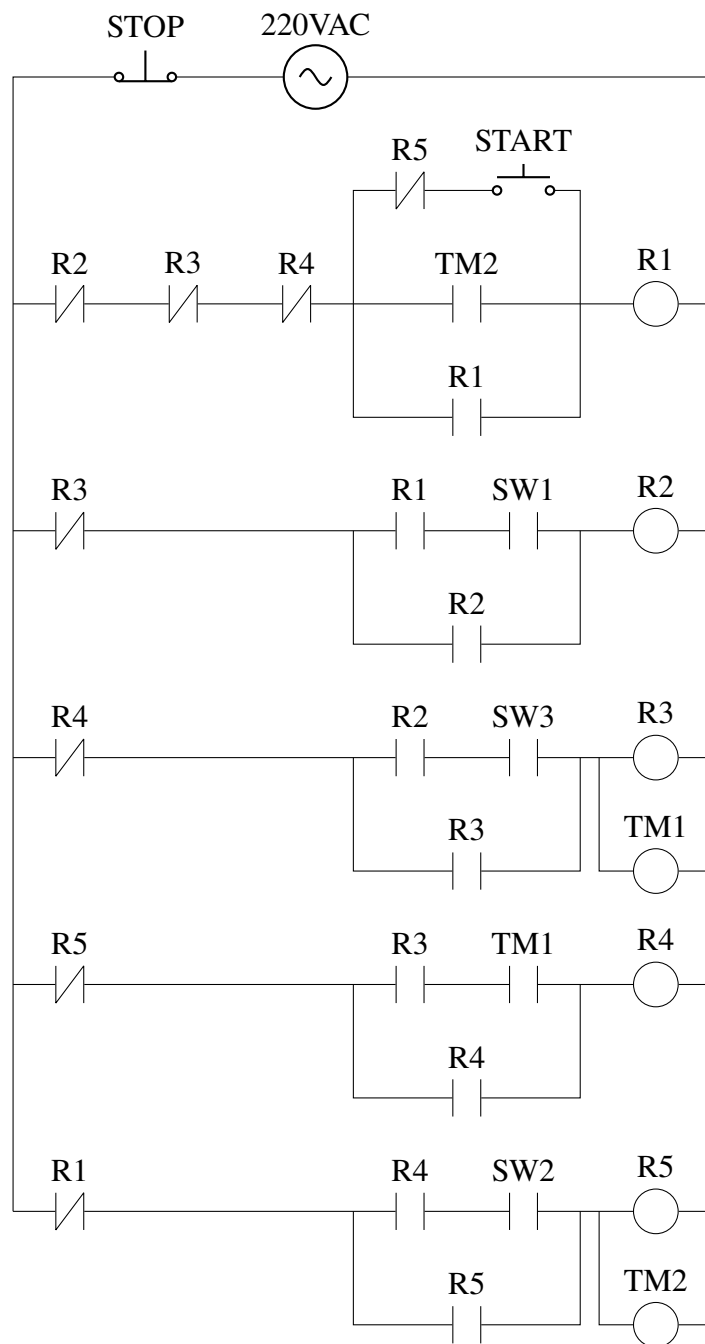 STOP 220VAC
R5 START
R2 R3 R4 TM2 R1
R1
R3 R1 SW1 R2
R2
R4 R2 SW3 R3
R3 TM1
R5 R3 TM1 R4
R4
R1 R4 SW2 R5
R5 TM2